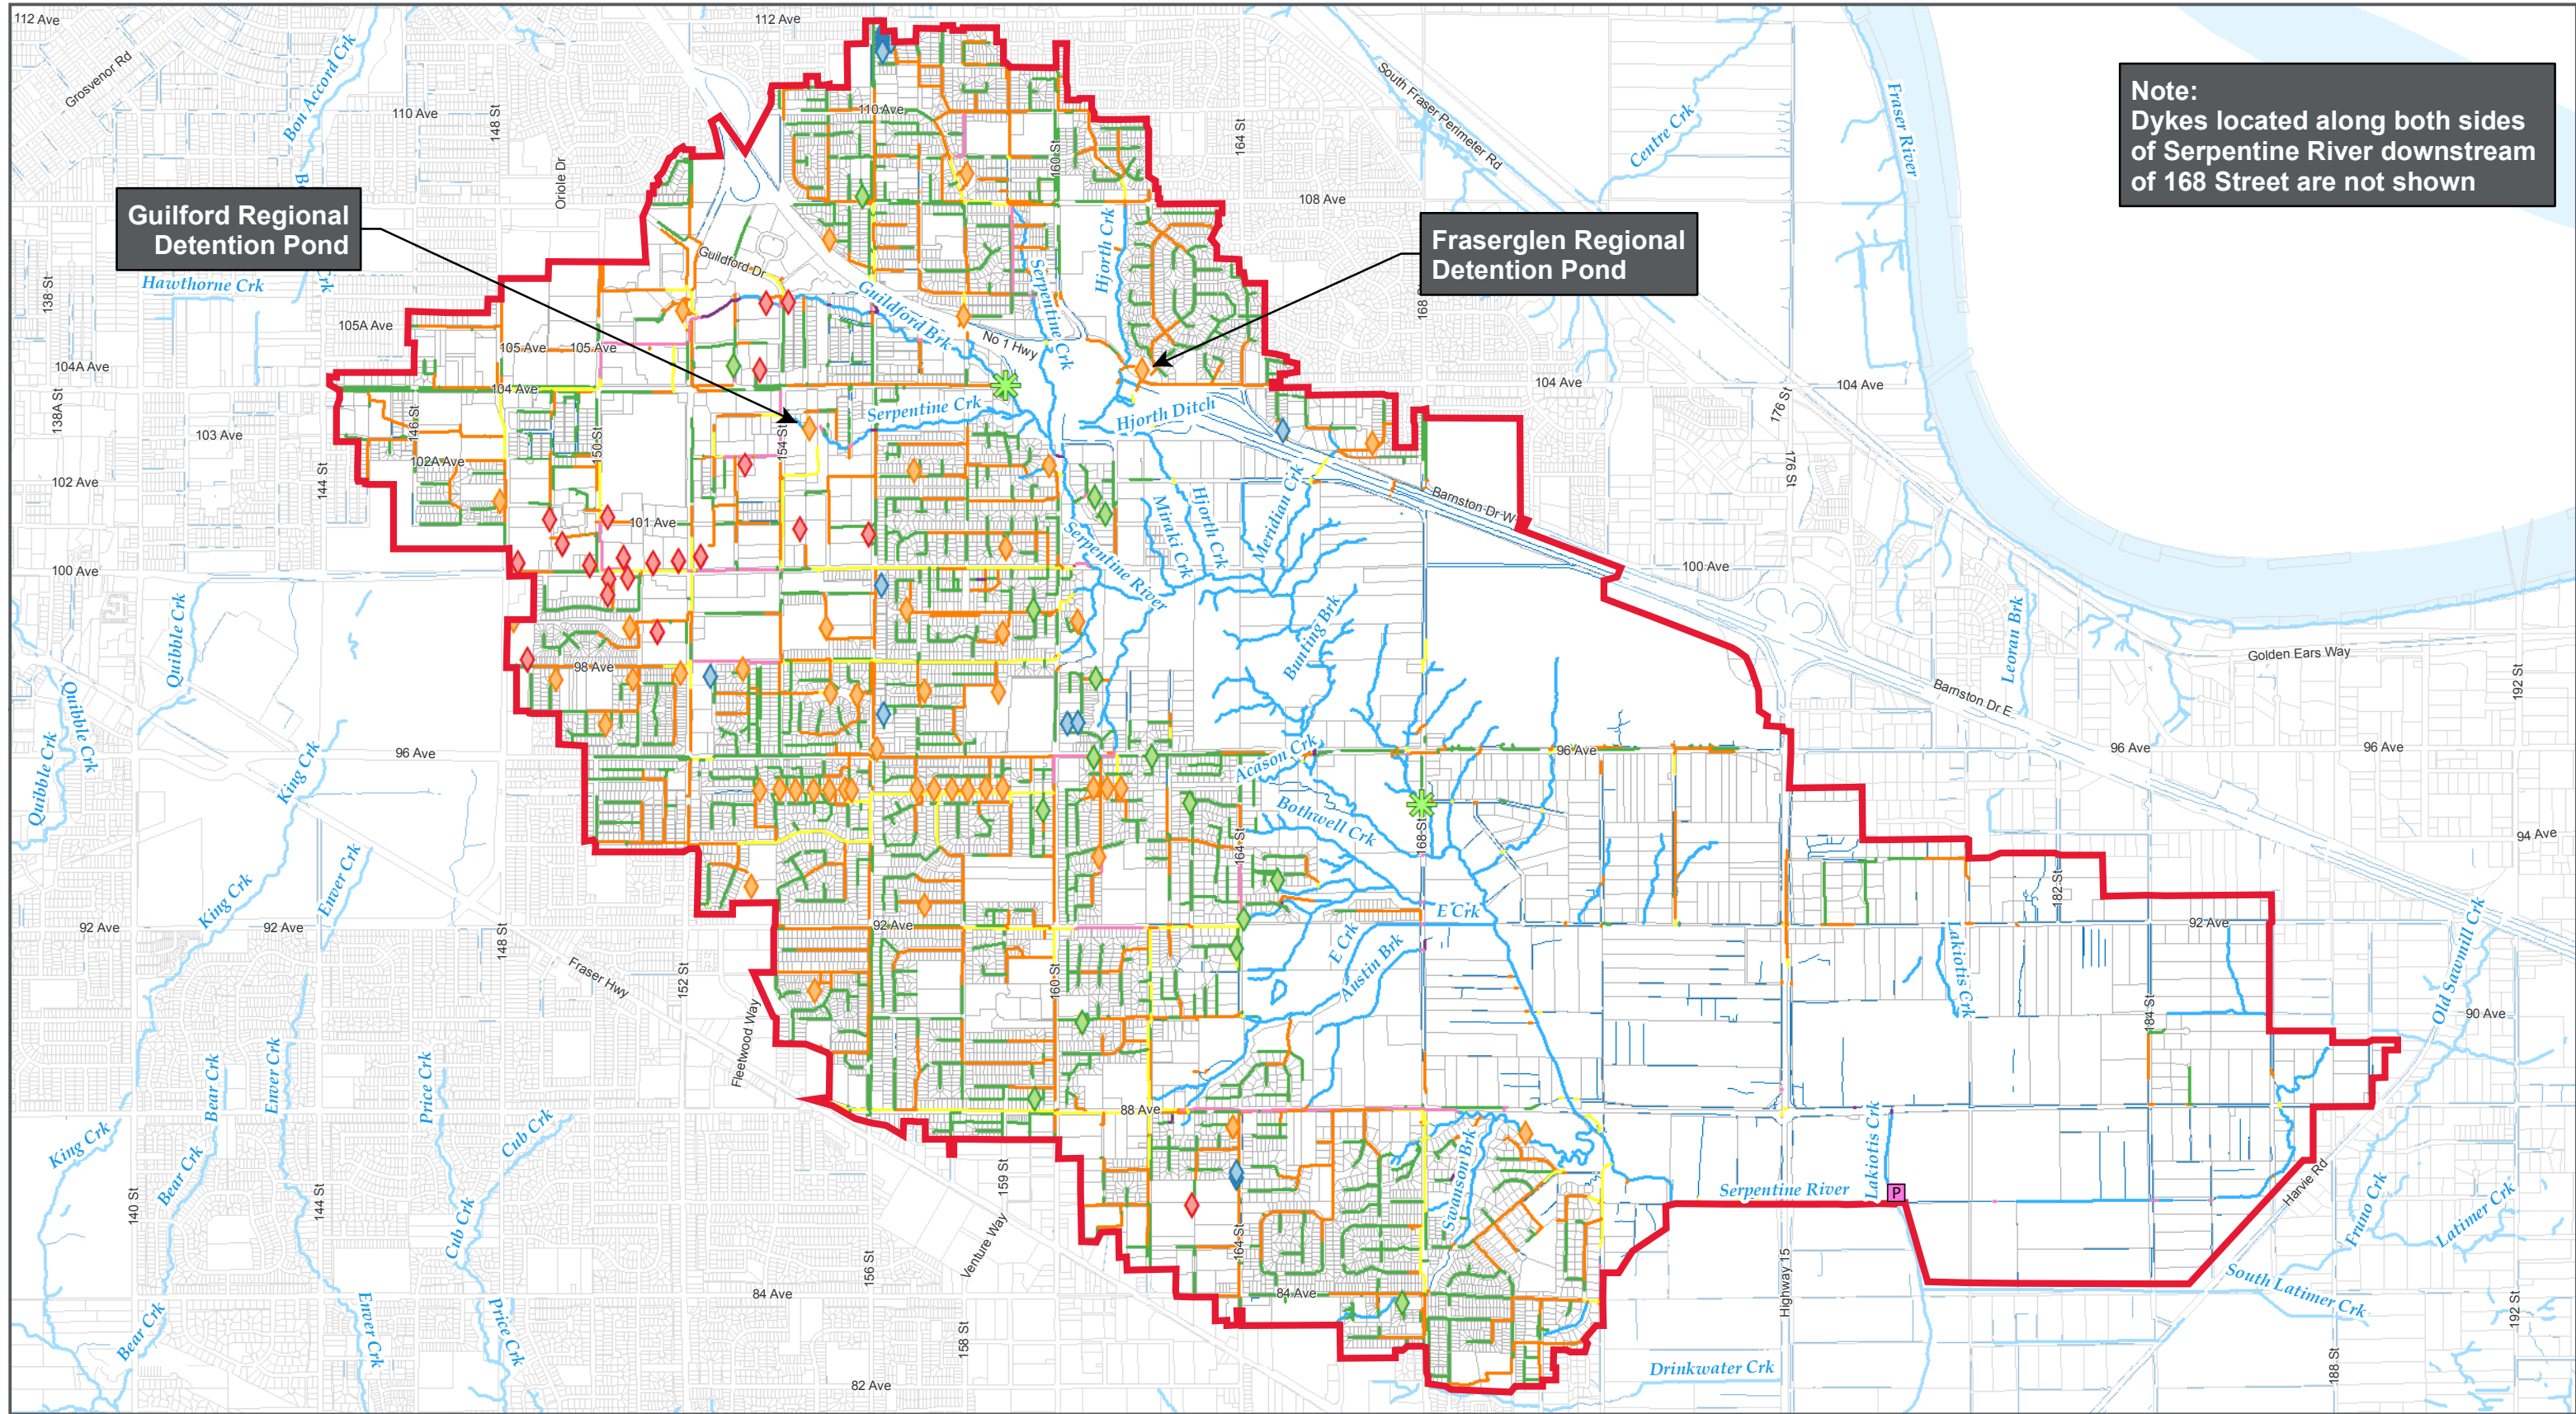 112 Ave
112 Ave
Grosvenor Rd
Bon Accord Crk
110 Ave
148 St
Oriole Dr
110 Ave
160 St
164 St
South Fraser Perimeter Rd
Centre Crk
Fraser River
Note:
Dykes located along both sides
of Serpentine River downstream
of 168 Street are not shown
Guilford Regional
Detention Pond
108 Ave
Fraserglen Regional
Detention Pond
Hawthorne Crk
Crk
138 St
Guildford Dr
Guildford Brk
Serpentine Crk
Hjorth Crk
No 1 Hwy
105A Ave
105 Ave
105 Ave
104A Ave
104 Ave
104 Ave
104 Ave
176 St
138A St
103 Ave
146 St
150 St
154 St
Serpentine Crk
Hjorth Ditch
102A Ave
102 Ave
144 St
176 St
101 Ave
Barnston Dr W
Miraki Crk
Hjorth Crk
Meridian Crk
Serpentine River
100 Ave
100 Ave
Quibble Crk
Bunting Brk
Leoran Brk
Golden Ears Way
98 Ave
192 St
Quibble Crk
Quibble Crk
Barnston Dr E
King Crk
96 Ave
96 Ave
96 Ave
96 Ave
Acason Crk
Bothwell Crk
164 St
168 St
94 Ave
Enver Crk
King Crk
182 St
92 Ave
92 Ave
92 Ave
92 Ave
E Crk
E Crk
Austin Brk
Lakiotis Crk
Old Sawmill Crk
148 St
Fraser Hwy
152 St
160 St
184 St
90 Ave
Fleetwood Way
Bear Crk
Enver Crk
Price Crk
Cub Crk
88 Ave
King Crk
Bear Crk
Swanson Brk
Lakiotis Crk
P
Serpentine River
140 St
144 St
159 St
Harvie Rd
Fruno Crk
Latimer Crk
Cub Crk
156 St
Venture Way
164 St
Highway 15
South Latimer Crk
84 Ave
84 Ave
Bear Crk
Enver Crk
Price Crk
158 St
188 St
192 St
82 Ave
Drinkwater Crk